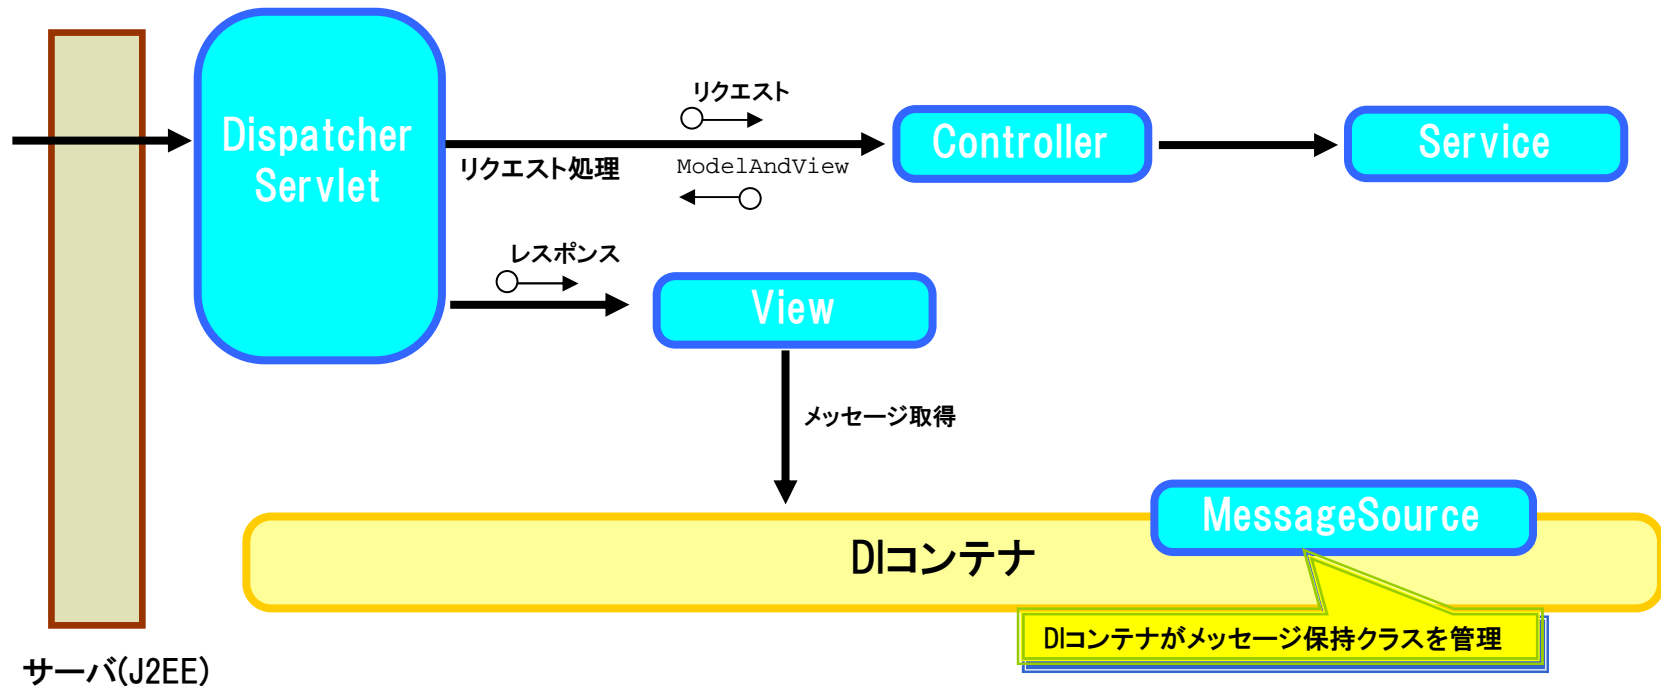 リクエスト
Dispatcher
Servlet
Controller
Service
リクエスト処理
ModelAndView
レスポンス
View
メッセージ取得
MessageSource
DIコンテナ
DIコンテナがメッセージ保持クラスを管理
サーバ(J2EE)